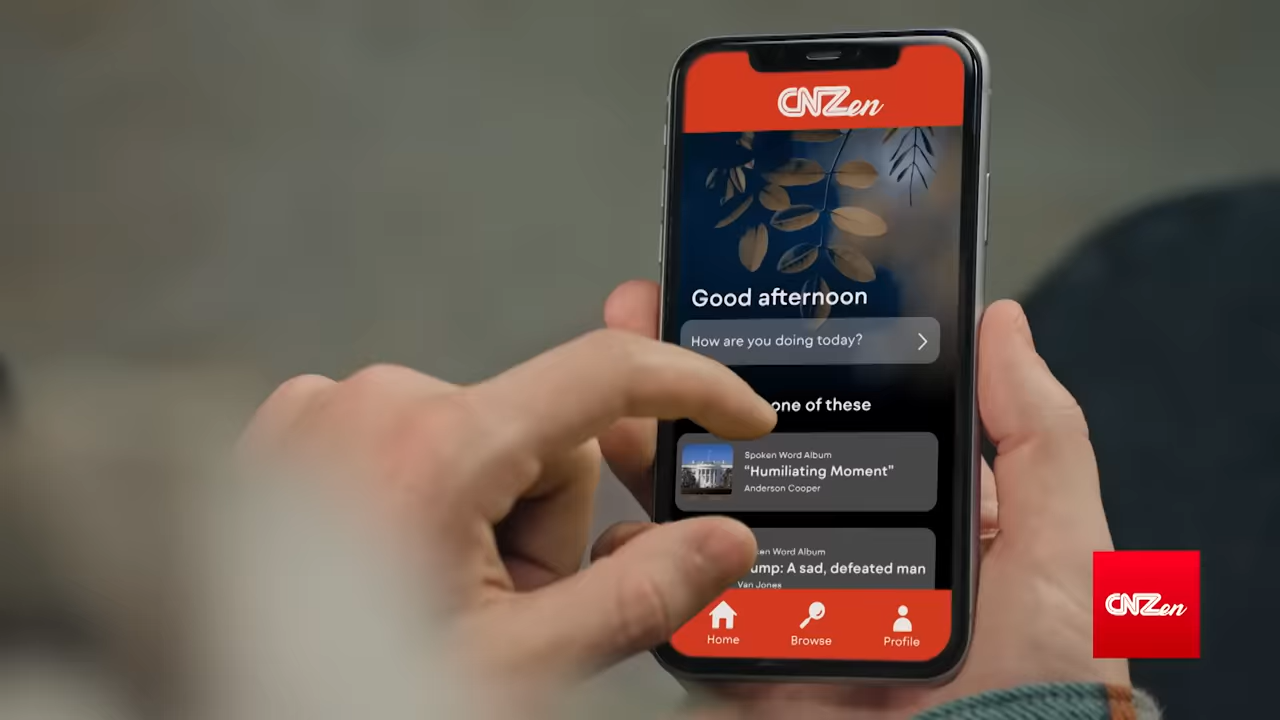 CNZen
Good afternoon
How are you doing today?
one of these
Spoken Word Album
“Humiliating Moment”
Anderson Cooper
Word Album
A sad, defeated man
Van Jones
Home
Browse
Profile
CNZen